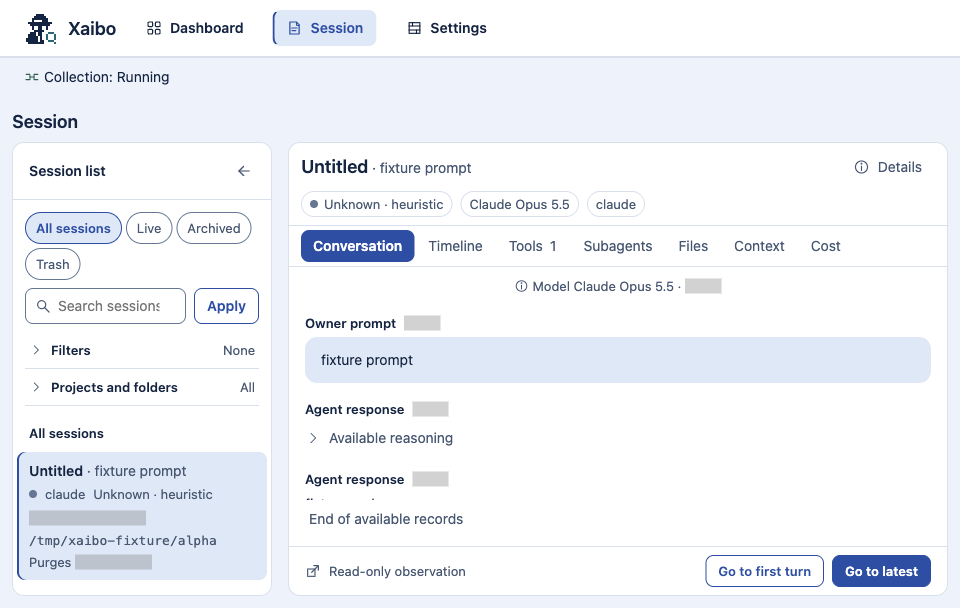 Xaibo
Dashboard
Session
Settings
Collection: Running
Session
Session list
All sessions
Live
Archived
Trash
Search sessions
Apply
Filters
None
Projects and folders
All
All sessions
Untitled · fixture prompt
claude Unknown · heuristic
/tmp/xaibo-fixture/alpha
Purges
Untitled · fixture prompt
Details
Unknown · heuristic
Claude Opus 5.5
claude
Conversation
Timeline
Tools 1
Subagents
Files
Context
Cost
Model Claude Opus 5.5 ·
Owner prompt
fixture prompt
Agent response
Available reasoning
Agent response
End of available records
Read-only observation
Go to first turn
Go to latest